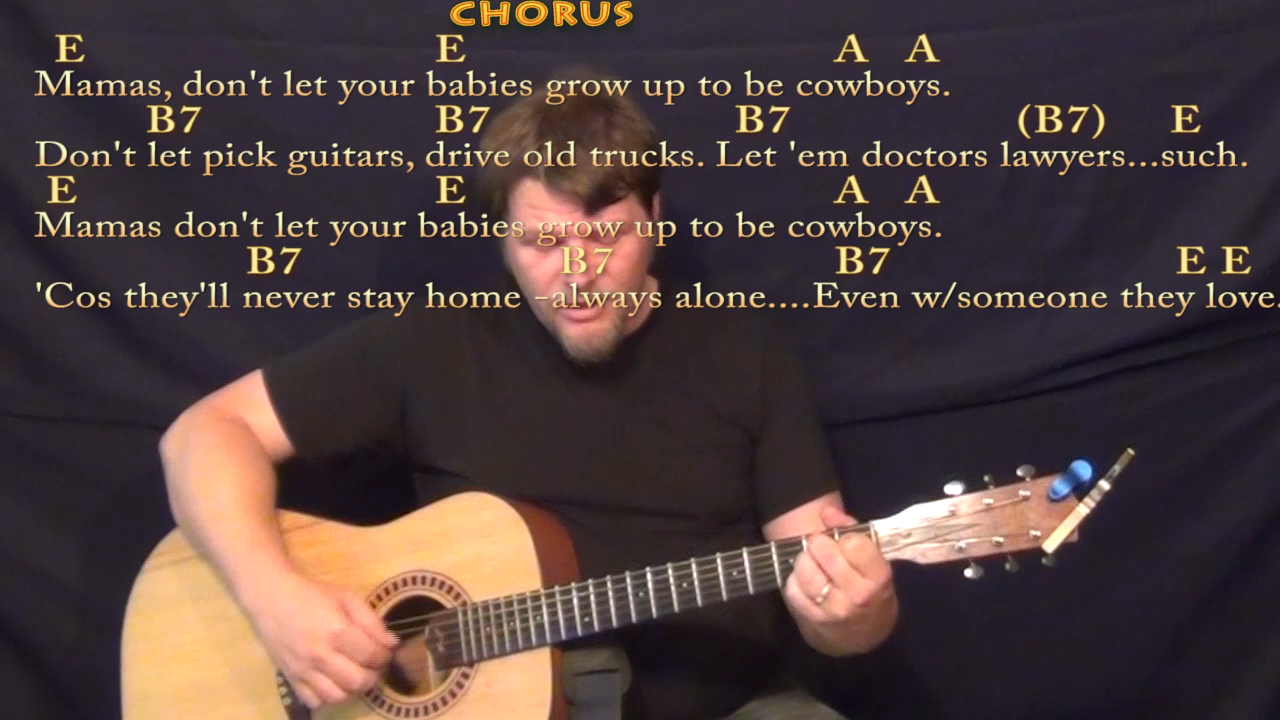 CHORUS
E E A A
Mamas, don't let your babies grow up to be cowboys.
B7 B7 B7 (B7) E
Don't let pick guitars, drive old trucks. Let 'em doctors lawyers...such.
E E A A
Mamas don't let your babies grow up to be cowboys.
B7 B7 B7 E E
'Cos they'll never stay home -always alone....Even w/someone they love.